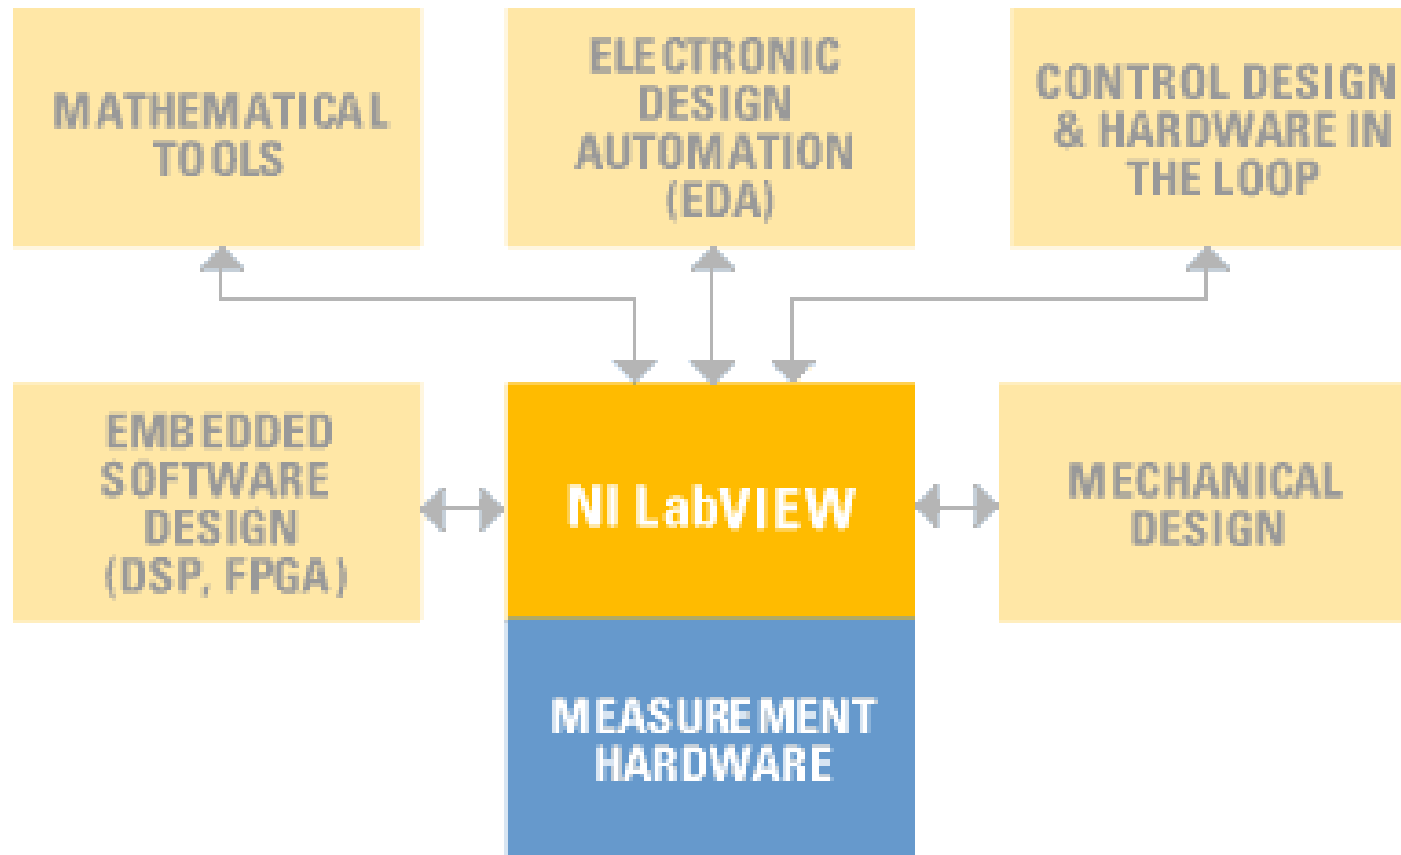 MATHEMATICAL
TOOLS
ELECTRONIC
DESIGN
AUTOMATION
(EDA)
CONTROL DESIGN
& HARDWARE IN
THE LOOP
EMBEDDED
SOFTWARE
DESIGN
(DSP, FPGA)
NI LabVIEW
MECHANICAL
DESIGN
MEASUREMENT
HARDWARE